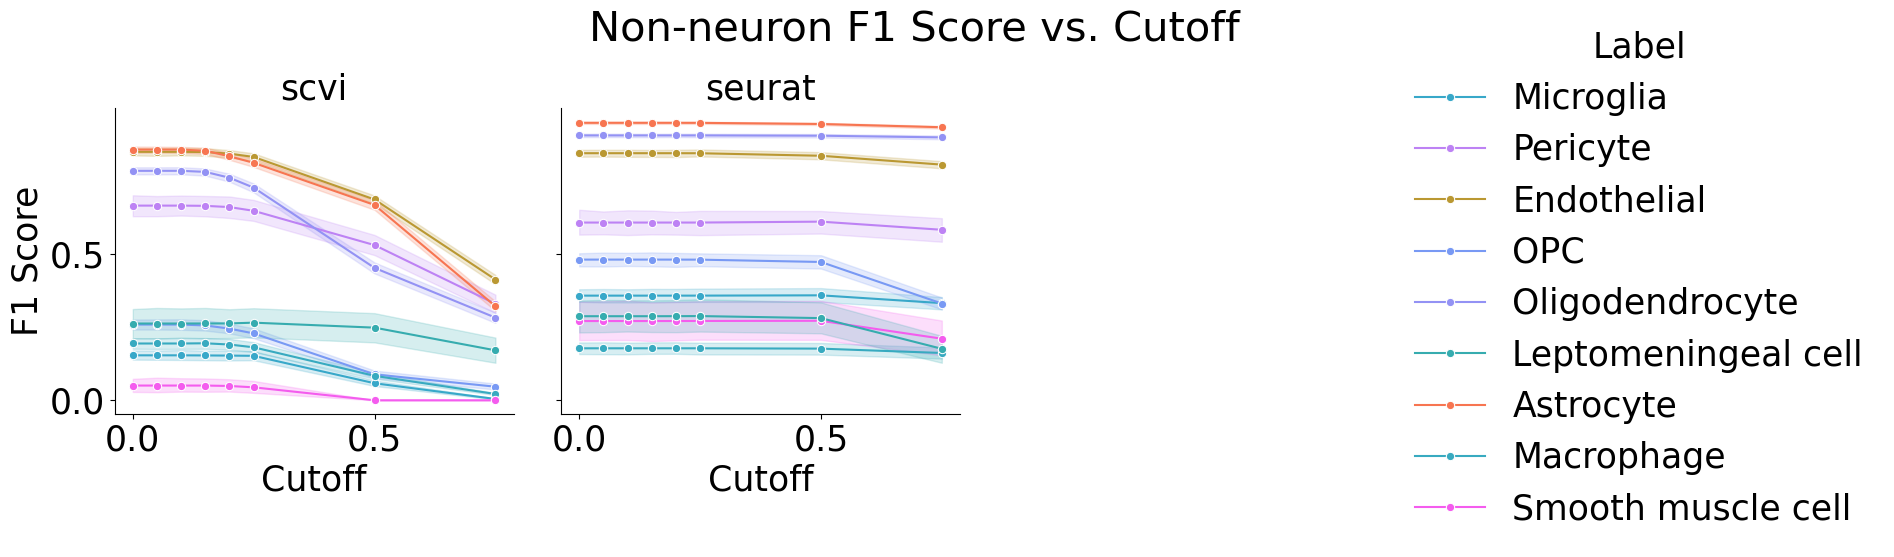 Non-neuron F1 Score vs. Cutoff
scvi
seurat
F1 Score
0.5
0.0
0.0
0.5
0.0
0.5
Cutoff
Cutoff
Label
Microglia
Pericyte
Endothelial
OPC
Oligodendrocyte
Leptomeningeal cell
Astrocyte
Macrophage
Smooth muscle cell